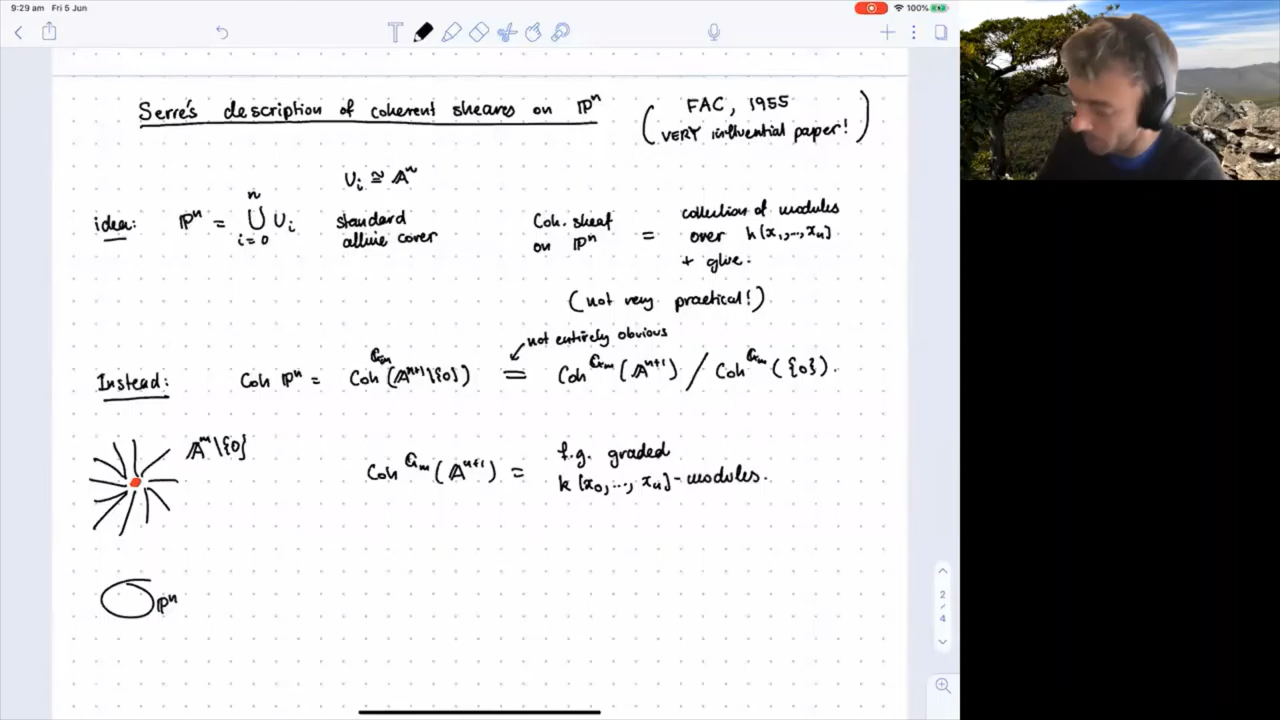 9:29 am Fri 5 Jun
100%
Serre's description of coherent sheaves on ℙⁿ
(FAC, 1955
VERY influential paper!)
Uᵢ ≅ 𝔸ⁿ
idea: ℙⁿ = ⋃ᵢ₌₀ⁿ Uᵢ standard affine cover
Coh. sheaf on ℙⁿ = collection of modules
over k[x₁,..,xₙ]
+ glue.
(not very practical!)
not entirely obvious
Instead: Coh ℙⁿ = Coh^𝔾ₘ(𝔸ⁿ⁺¹\{0}) = Coh^𝔾ₘ(𝔸ⁿ⁺¹) / Coh^𝔾ₘ({0}).
𝔸ⁿ\{0}
Coh^𝔾ₘ(𝔸ⁿ⁺¹) = f.g. graded
k[x₀,..., xₙ]-modules.
ℙⁿ
2
/
4